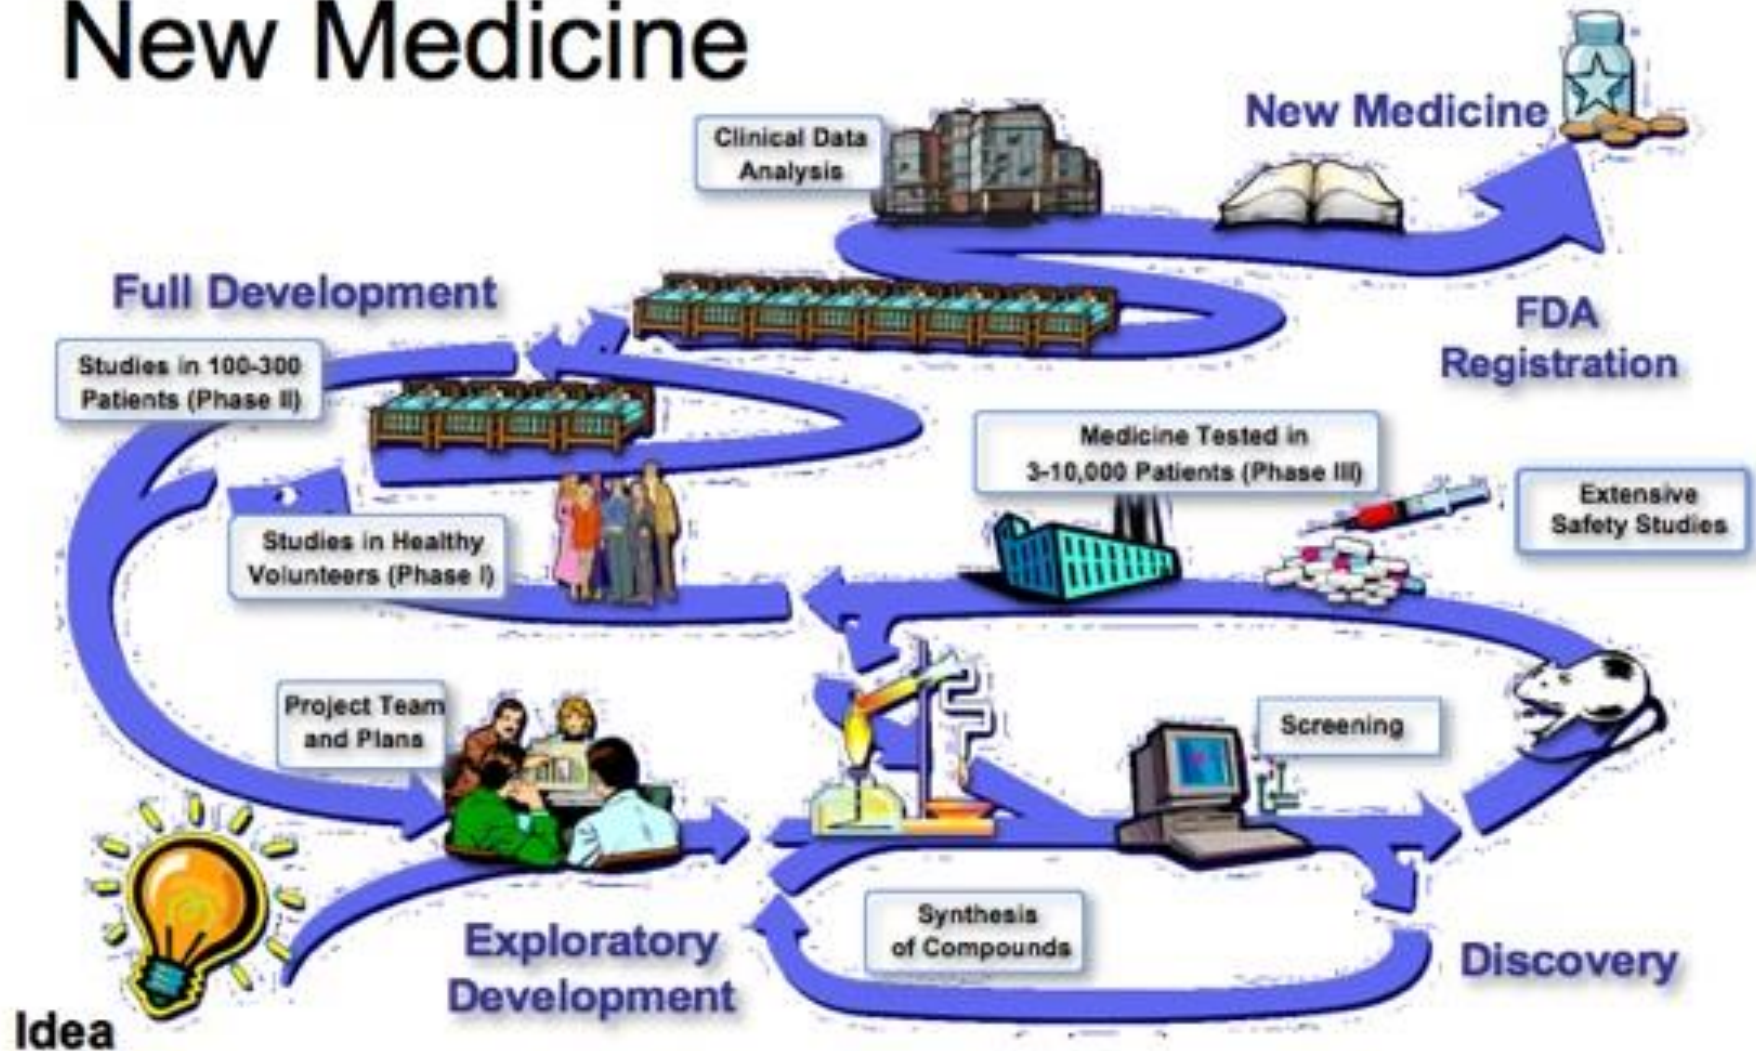 New Medicine
Clinical Data
Analysis
New Medicine
Full Development
FDA
Registration
Studies in 100-300
Patients (Phase II)
Medicine Tested in
3-10,000 Patients (Phase III)
Extensive
Safety Studies
Studies in Healthy
Volunteers (Phase I)
Project Team
and Plans
Screening
Synthesis
of Compounds
Exploratory
Development
Discovery
Idea